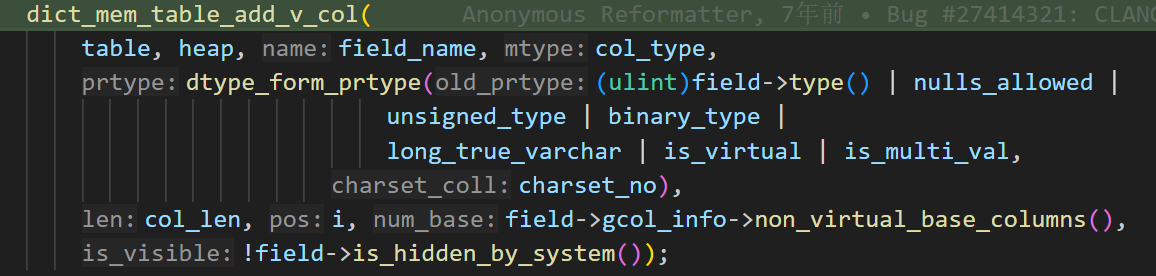 dict_mem_table_add_v_col( Anonymous Reformatter, 7年前 • Bug #27414321: CLANG
table, heap, name: field_name, mtype: col_type,
prtype: dtype_form_prtype(old_prtype: (ulint)field->type() | nulls_allowed |
unsigned_type | binary_type |
long_true_varchar | is_virtual | is_multi_val,
charset_coll: charset_no),
len: col_len, pos: i, num_base: field->gcol_info->non_virtual_base_columns(),
is_visible: !field->is_hidden_by_system());